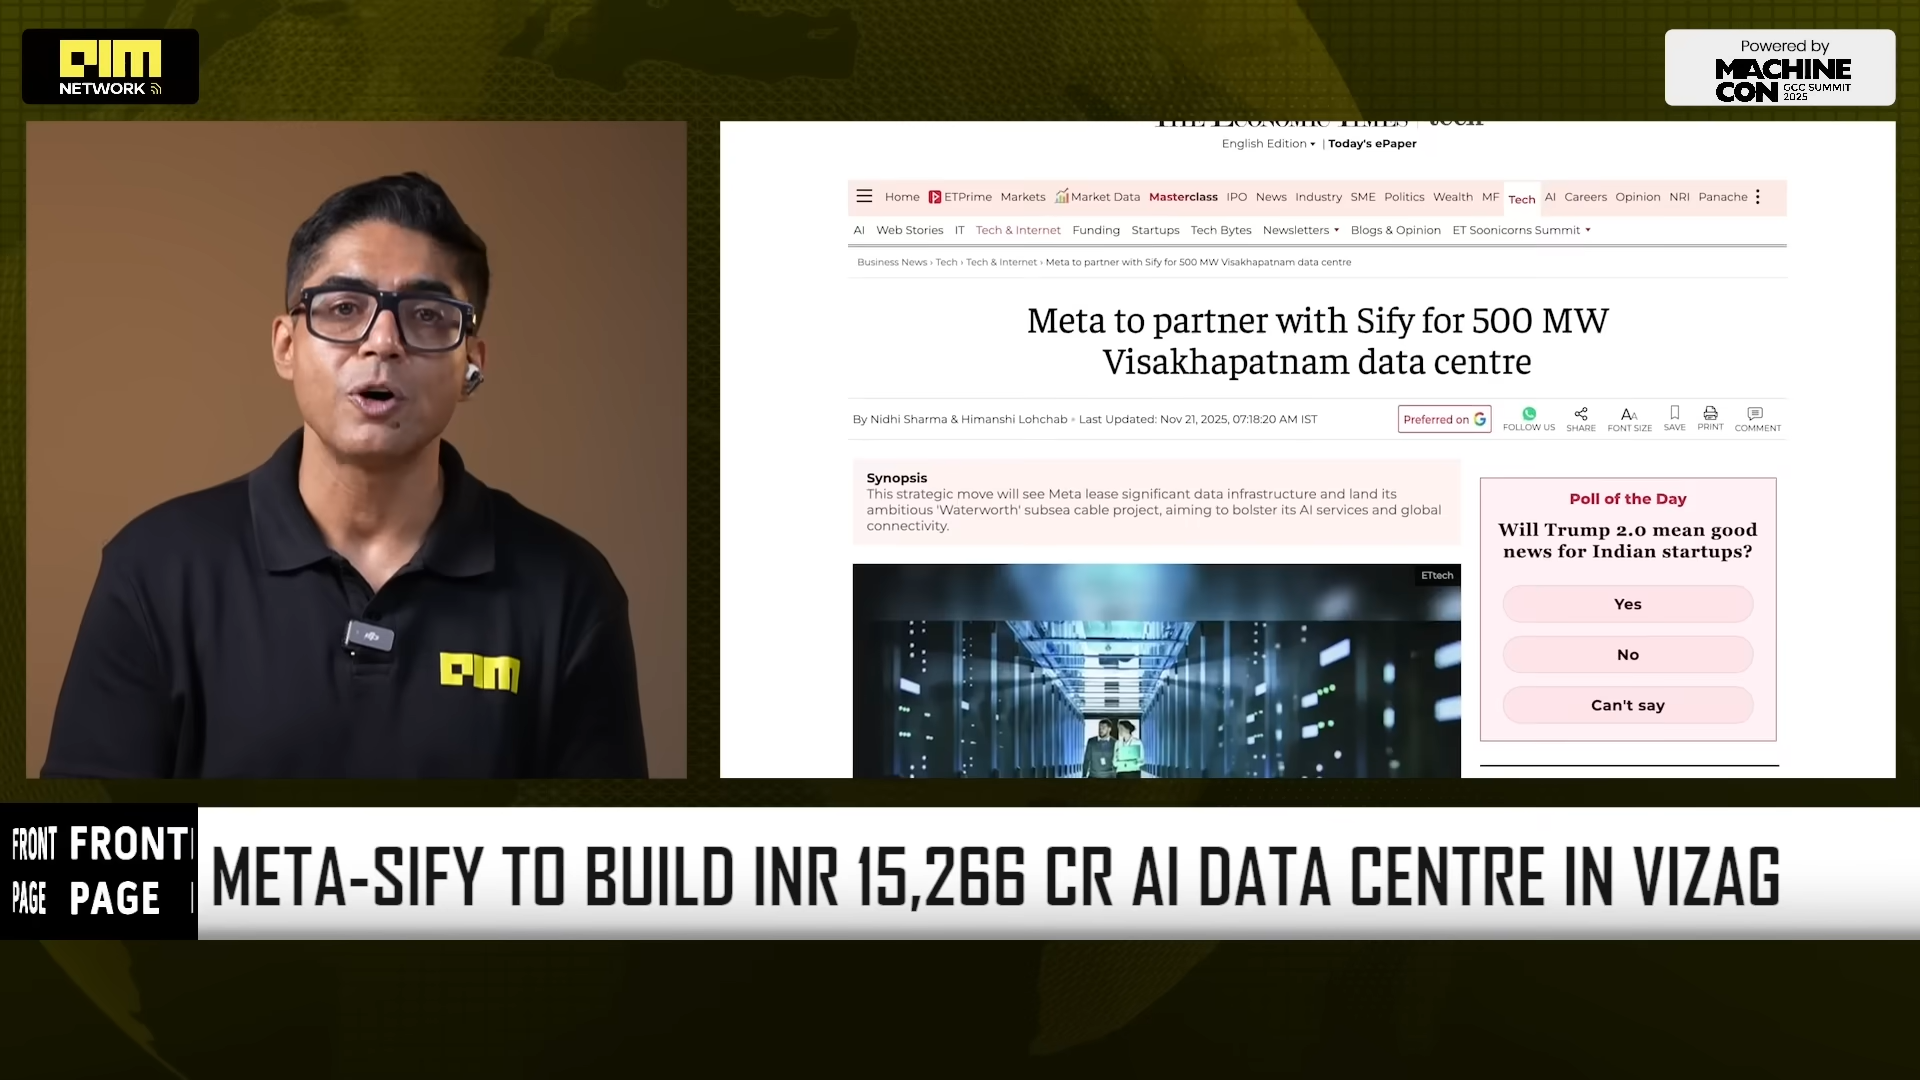 AIM
NETWORK
Powered by
MACHINE
CON GCC SUMMIT
2025
THE ECONOMIC TIMES | tech
English Edition | Today's ePaper
Home ETPrime Markets Market Data Masterclass IPO News Industry SME Politics Wealth MF Tech AI Careers Opinion NRI Panache
AI Web Stories IT Tech & Internet Funding Startups Tech Bytes Newsletters Blogs & Opinion ET Soonicorns Summit
Business News › Tech › Tech & Internet › Meta to partner with Sify for 500 MW Visakhapatnam data centre
Meta to partner with Sify for 500 MW
Visakhapatnam data centre
By Nidhi Sharma & Himanshi Lohchab • Last Updated: Nov 21, 2025, 07:18:20 AM IST
Preferred on G
FOLLOW US SHARE FONT SIZE SAVE PRINT COMMENT
Synopsis
This strategic move will see Meta lease significant data infrastructure and land its
ambitious 'Waterworth' subsea cable project, aiming to bolster its AI services and global
connectivity.
ETtech
Poll of the Day
Will Trump 2.0 mean good
news for Indian startups?
Yes
No
Can't say
dji
AIM
FRONT FRONT
PAGE PAGE
META-SIFY TO BUILD INR 15,266 CR AI DATA CENTRE IN VIZAG